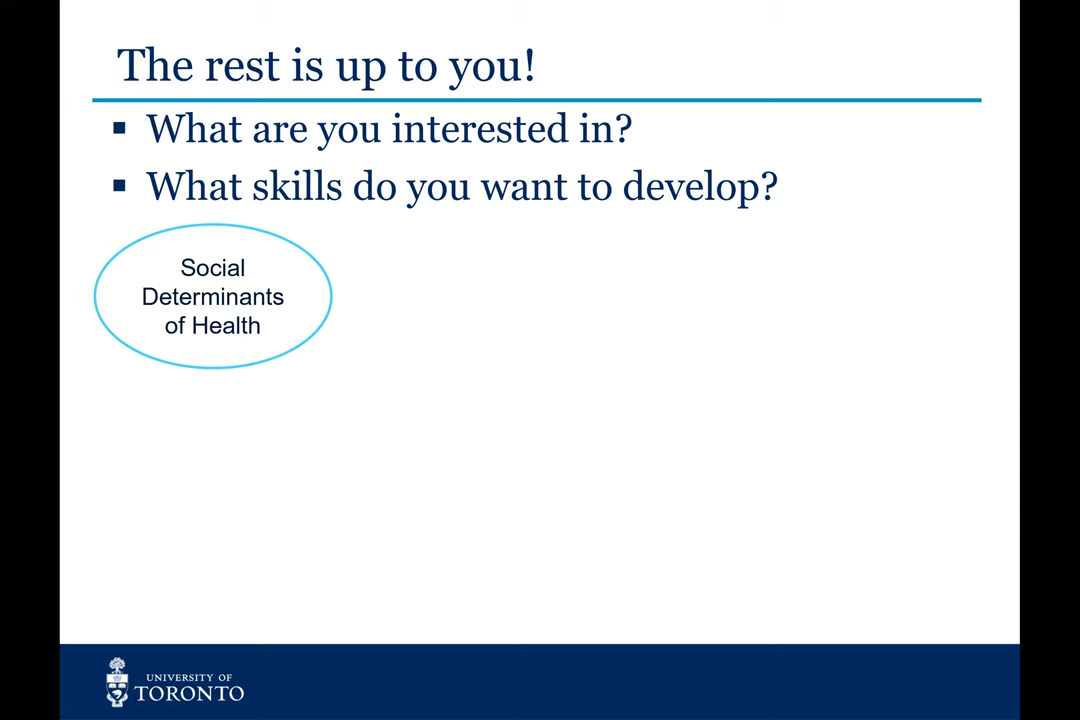 The rest is up to you!
What are you interested in?
What skills do you want to develop?
Social
Determinants
of Health
UNIVERSITY OF
TORONTO